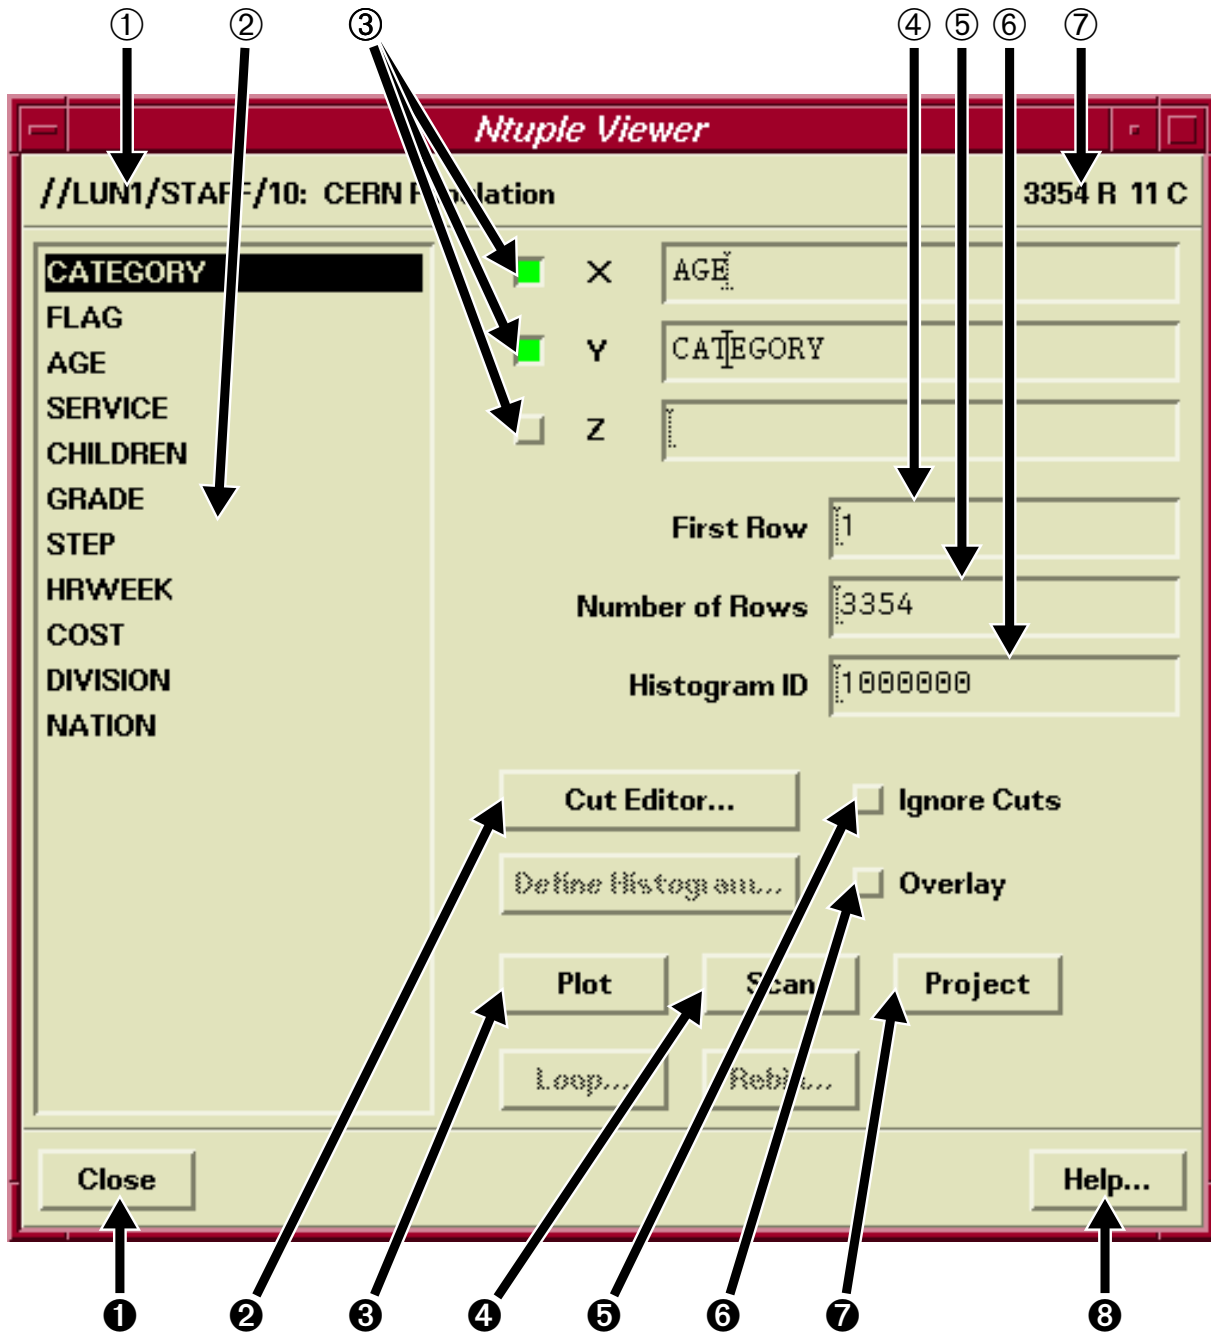 ① ② ③ ④ ⑤ ⑥ ⑦
Ntuple Viewer
//LUN1/STAFF/10: CERN Population
3354 R 11 C
CATEGORY
FLAG
AGE
SERVICE
CHILDREN
GRADE
STEP
HRWEEK
COST
DIVISION
NATION
X AGE
Y CATEGORY
Z
First Row 1
Number of Rows 3354
Histogram ID 1000000
Cut Editor... Ignore Cuts
Define Histogram... Overlay
Plot Scan Project
Loop... Rebin...
Close Help...
❶ ❷ ❸ ❹ ❺ ❻ ❼ ❽